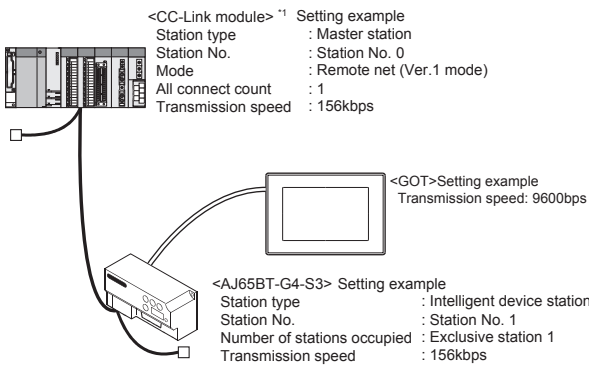 <CC-Link module> *1 Setting example
Station type : Master station
Station No. : Station No. 0
Mode : Remote net (Ver.1 mode)
All connect count : 1
Transmission speed : 156kbps
<GOT>Setting example
Transmission speed: 9600bps
<AJ65BT-G4-S3> Setting example
Station type : Intelligent device station
Station No. : Station No. 1
Number of stations occupied : Exclusive station 1
Transmission speed : 156kbps